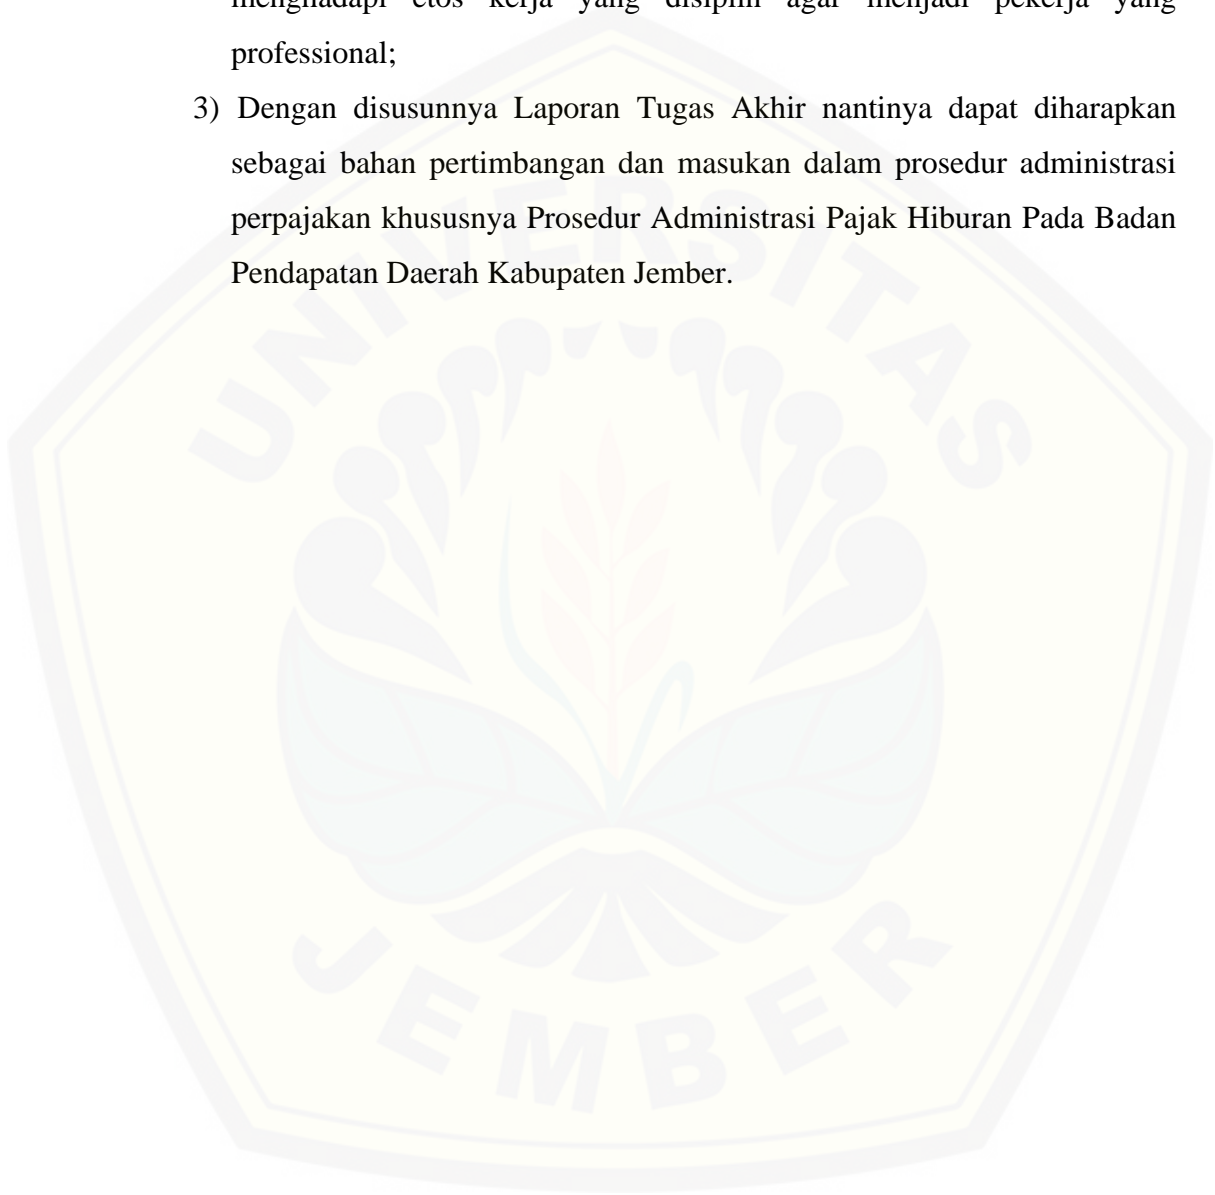 menghadapi etos kerja yang disiplin agar menjadi pekerja yang
professional;
3) Dengan disusunnya Laporan Tugas Akhir nantinya dapat diharapkan
sebagai bahan pertimbangan dan masukan dalam prosedur administrasi
perpajakan khususnya Prosedur Administrasi Pajak Hiburan Pada Badan
Pendapatan Daerah Kabupaten Jember.
UNIVERSITAS
JEMBER